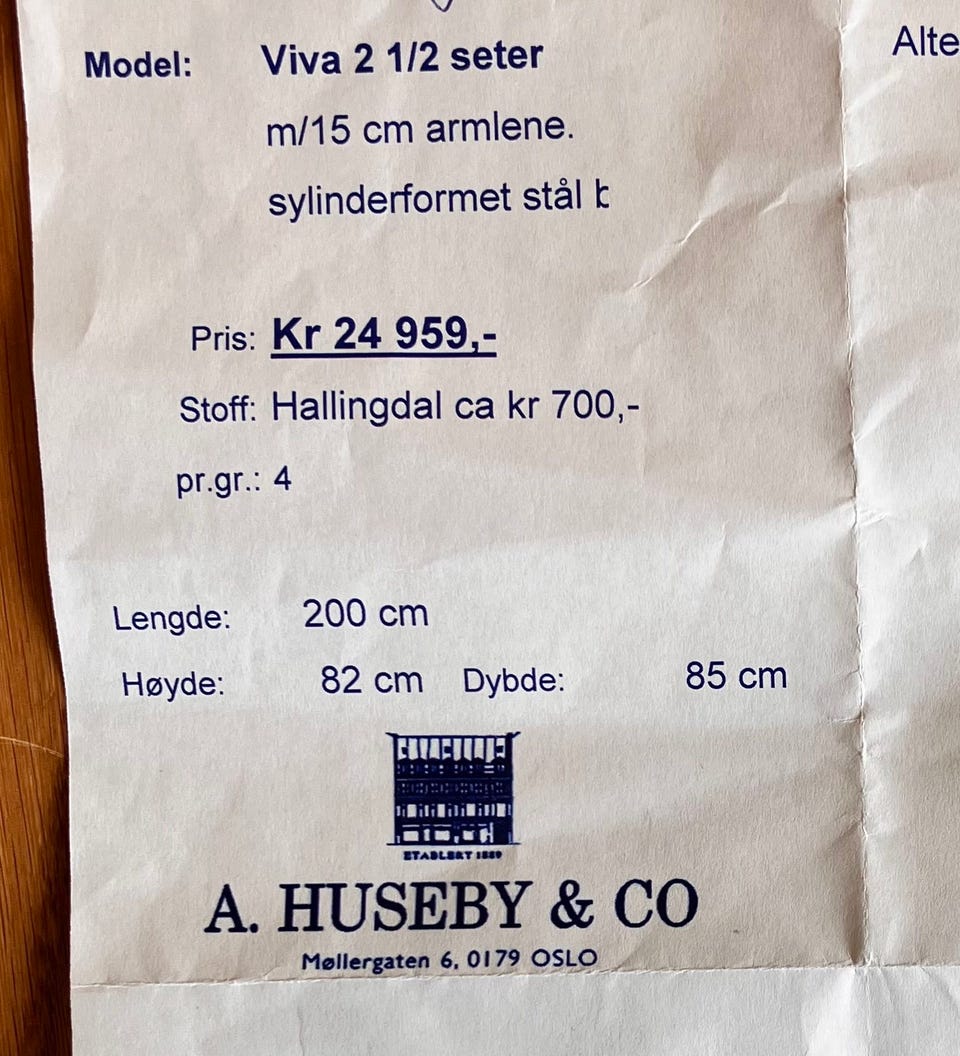 Model: Viva 2 1/2 seter
m/15 cm armlene.
sylinderformet stål
Pris: Kr 24 959,-
Stoff: Hallingdal ca kr 700,-
pr.gr.: 4
Lengde: 200 cm
Høyde: 82 cm Dybde: 85 cm
ETABLERT 1889
A. HUSEBY & CO
Møllergaten 6, 0179 OSLO
Alte